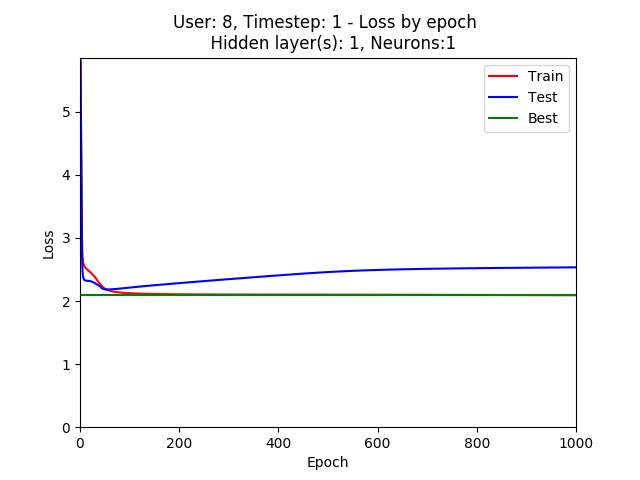 User: 8, Timestep: 1 - Loss by epoch
Hidden layer(s): 1, Neurons:1
Train
Test
Best
5
4
3
2
1
0
Loss
0 200 400 600 800 1000
Epoch